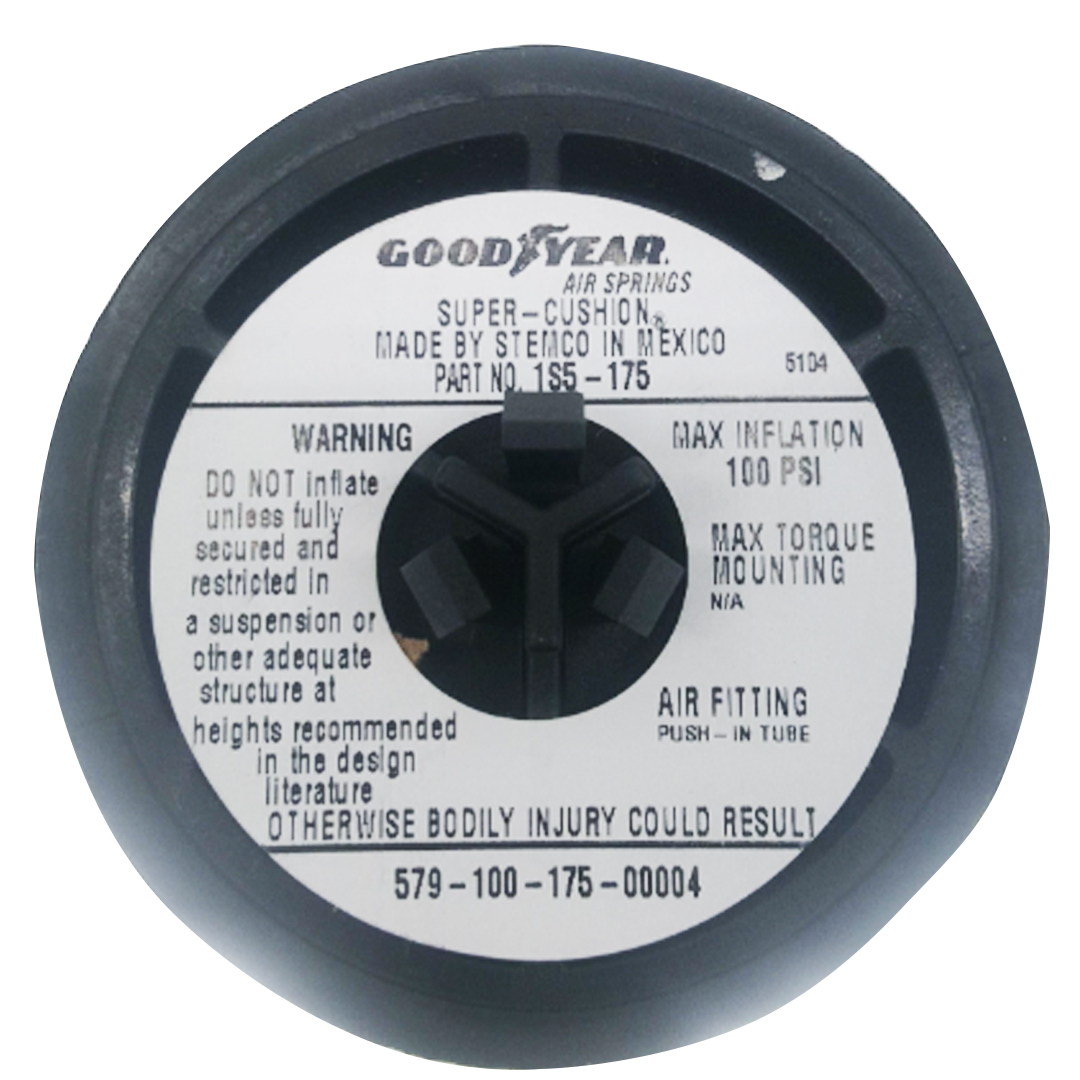 GOODYEAR
AIR SPRINGS
SUPER-CUSHION®
MADE BY STEMCO IN MEXICO
5104
PART NO. 1S5-175
WARNING
DO NOT inflate
unless fully
secured and
restricted in
a suspension or
other adequate
structure at
heights recommended
in the design
literature
OTHERWISE BODILY INJURY COULD RESULT
MAX INFLATION
100 PSI
MAX TORQUE
MOUNTING
N/A
AIR FITTING
PUSH-IN TUBE
579-100-175-00004